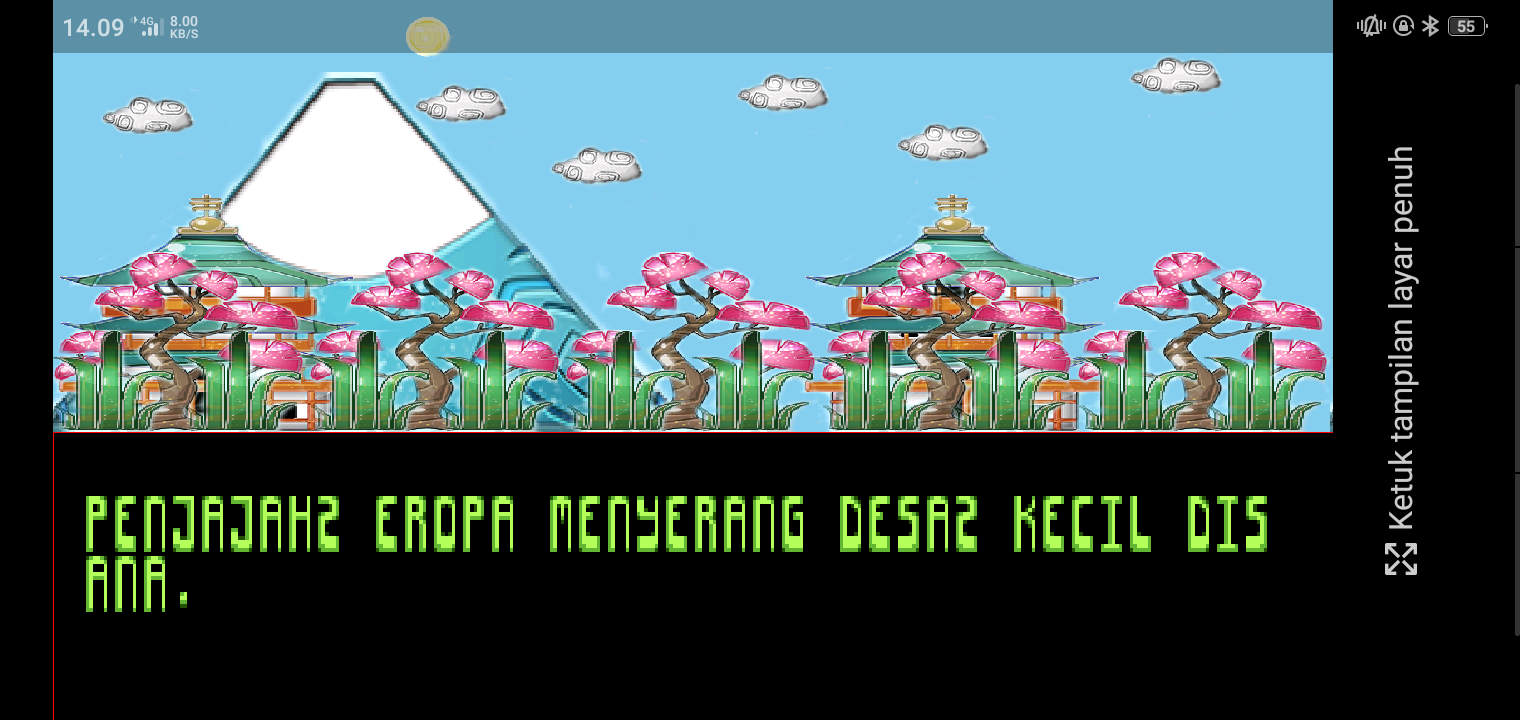 14.09
4G
8.00
KB/S
55
Ketuk tampilan layar penuh
PENJAJAH2 EROPA MENYERANG DESA2 KECIL DIS
ANA.